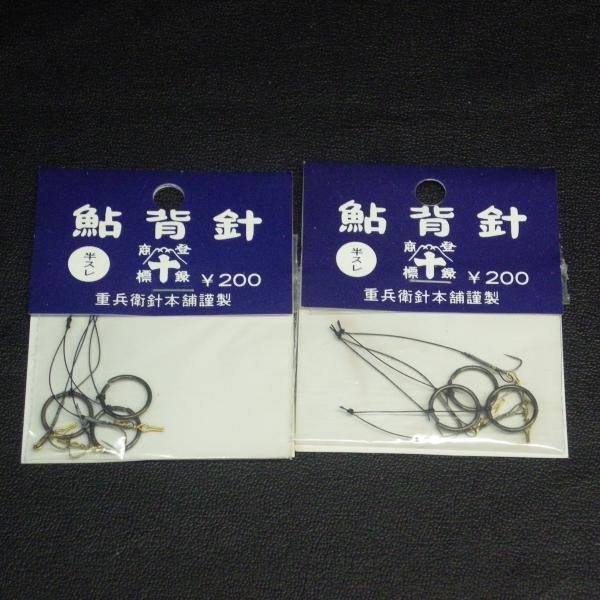 鮎背針
半スレ
登録
商標
十
￥200
重兵衛針本舗謹製
鮎背針
半スレ
登録
商標
十
￥200
重兵衛針本舗謹製